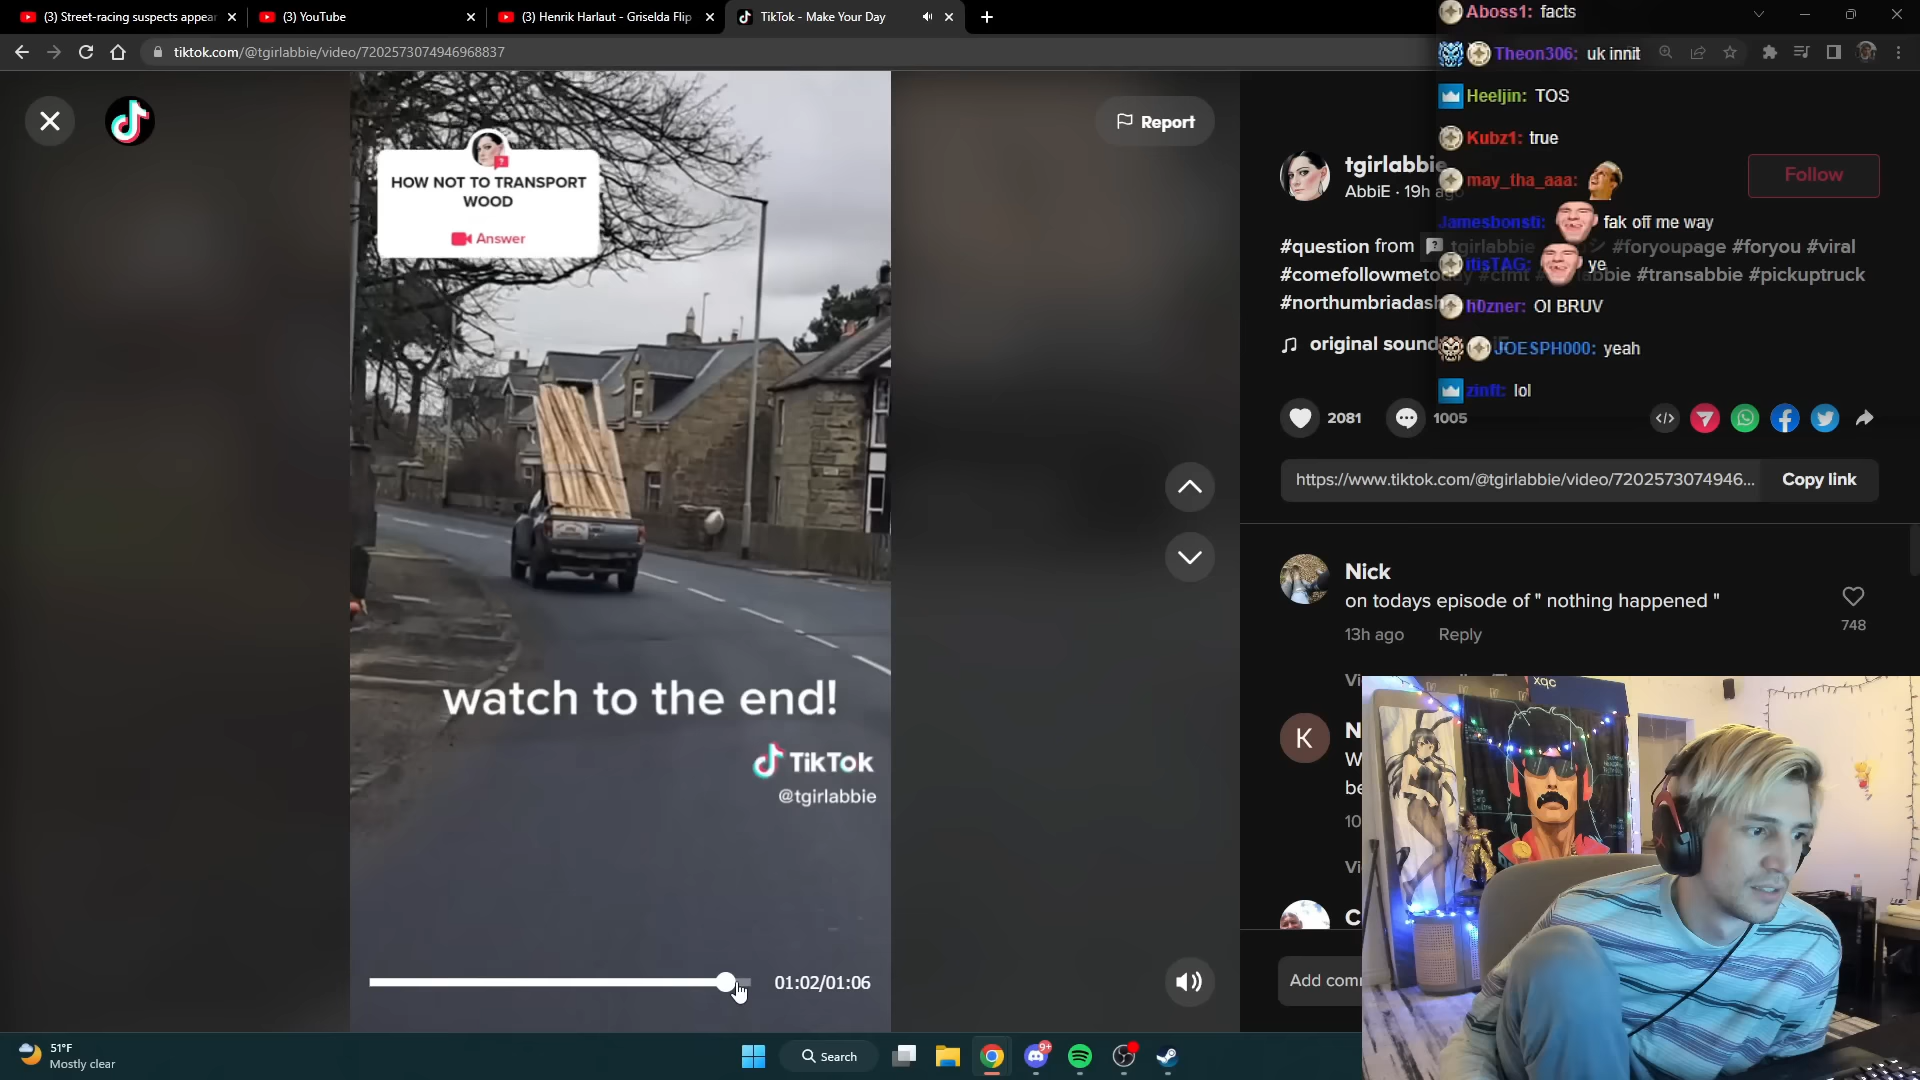 (3) Street-racing suspects appear
(3) YouTube
(3) Henrik Harlaut - Griselda Flip
TikTok - Make Your Day
tiktok.com/@tgirlabbie/video/7202573074946968837
HOW NOT TO TRANSPORT
WOOD
Answer
watch to the end!
TikTok
@tgirlabbie
01:02/01:06
Report
tgirlabbie
AbbiE · 19h ago
Follow
#question from tgirlabbie #foryoupage #foryou #viral
#comefollowmetoday #cfmt #transabbie #pickuptruck
#northumbriadash
original sound
2081
1005
https://www.tiktok.com/@tgirlabbie/video/7202573074946...
Copy link
Nick
on todays episode of " nothing happened "
13h ago
Reply
748
K
Add com
Aboss1: facts
Theon306: uk innit
Heeljin: TOS
Kubz1: true
may_tha_aaa:
Jamesbonsti: fak off me way
itisTAG: ye
h0zner: OI BRUV
JOESPH000: yeah
zinft: lol
xqc
51°F
Mostly clear
Search
9+